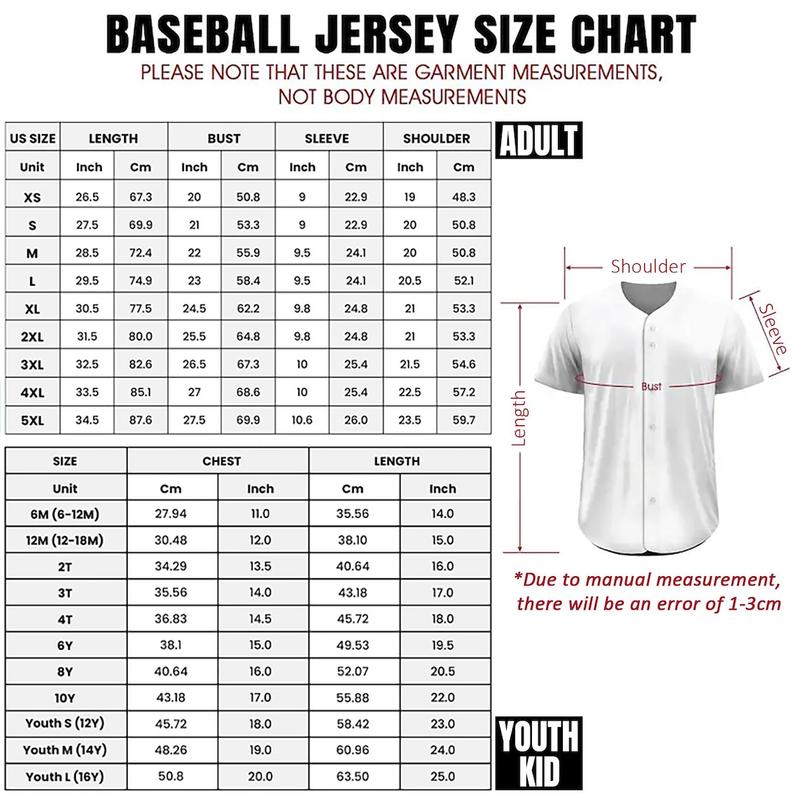 BASEBALL JERSEY SIZE CHART
PLEASE NOTE THAT THESE ARE GARMENT MEASUREMENTS,
NOT BODY MEASUREMENTS
ADULT
US SIZE LENGTH BUST SLEEVE SHOULDER
Unit Inch Cm Inch Cm Inch Cm Inch Cm
XS 26.5 67.3 20 50.8 9 22.9 19 48.3
S 27.5 69.9 21 53.3 9 22.9 20 50.8
M 28.5 72.4 22 55.9 9.5 24.1 20 50.8
L 29.5 74.9 23 58.4 9.5 24.1 20.5 52.1
XL 30.5 77.5 24.5 62.2 9.8 24.8 21 53.3
2XL 31.5 80.0 25.5 64.8 9.8 24.8 21 53.3
3XL 32.5 82.6 26.5 67.3 10 25.4 21.5 54.6
4XL 33.5 85.1 27 68.6 10 25.4 22.5 57.2
5XL 34.5 87.6 27.5 69.9 10.6 26.0 23.5 59.7
Shoulder
Sleeve
Bust
Length
*Due to manual measurement,
there will be an error of 1-3cm
SIZE CHEST LENGTH
Unit Cm Inch Cm Inch
6M (6-12M) 27.94 11.0 35.56 14.0
12M (12-18M) 30.48 12.0 38.10 15.0
2T 34.29 13.5 40.64 16.0
3T 35.56 14.0 43.18 17.0
4T 36.83 14.5 45.72 18.0
6Y 38.1 15.0 49.53 19.5
8Y 40.64 16.0 52.07 20.5
10Y 43.18 17.0 55.88 22.0
Youth S (12Y) 45.72 18.0 58.42 23.0
Youth M (14Y) 48.26 19.0 60.96 24.0
Youth L (16Y) 50.8 20.0 63.50 25.0
YOUTH
KID